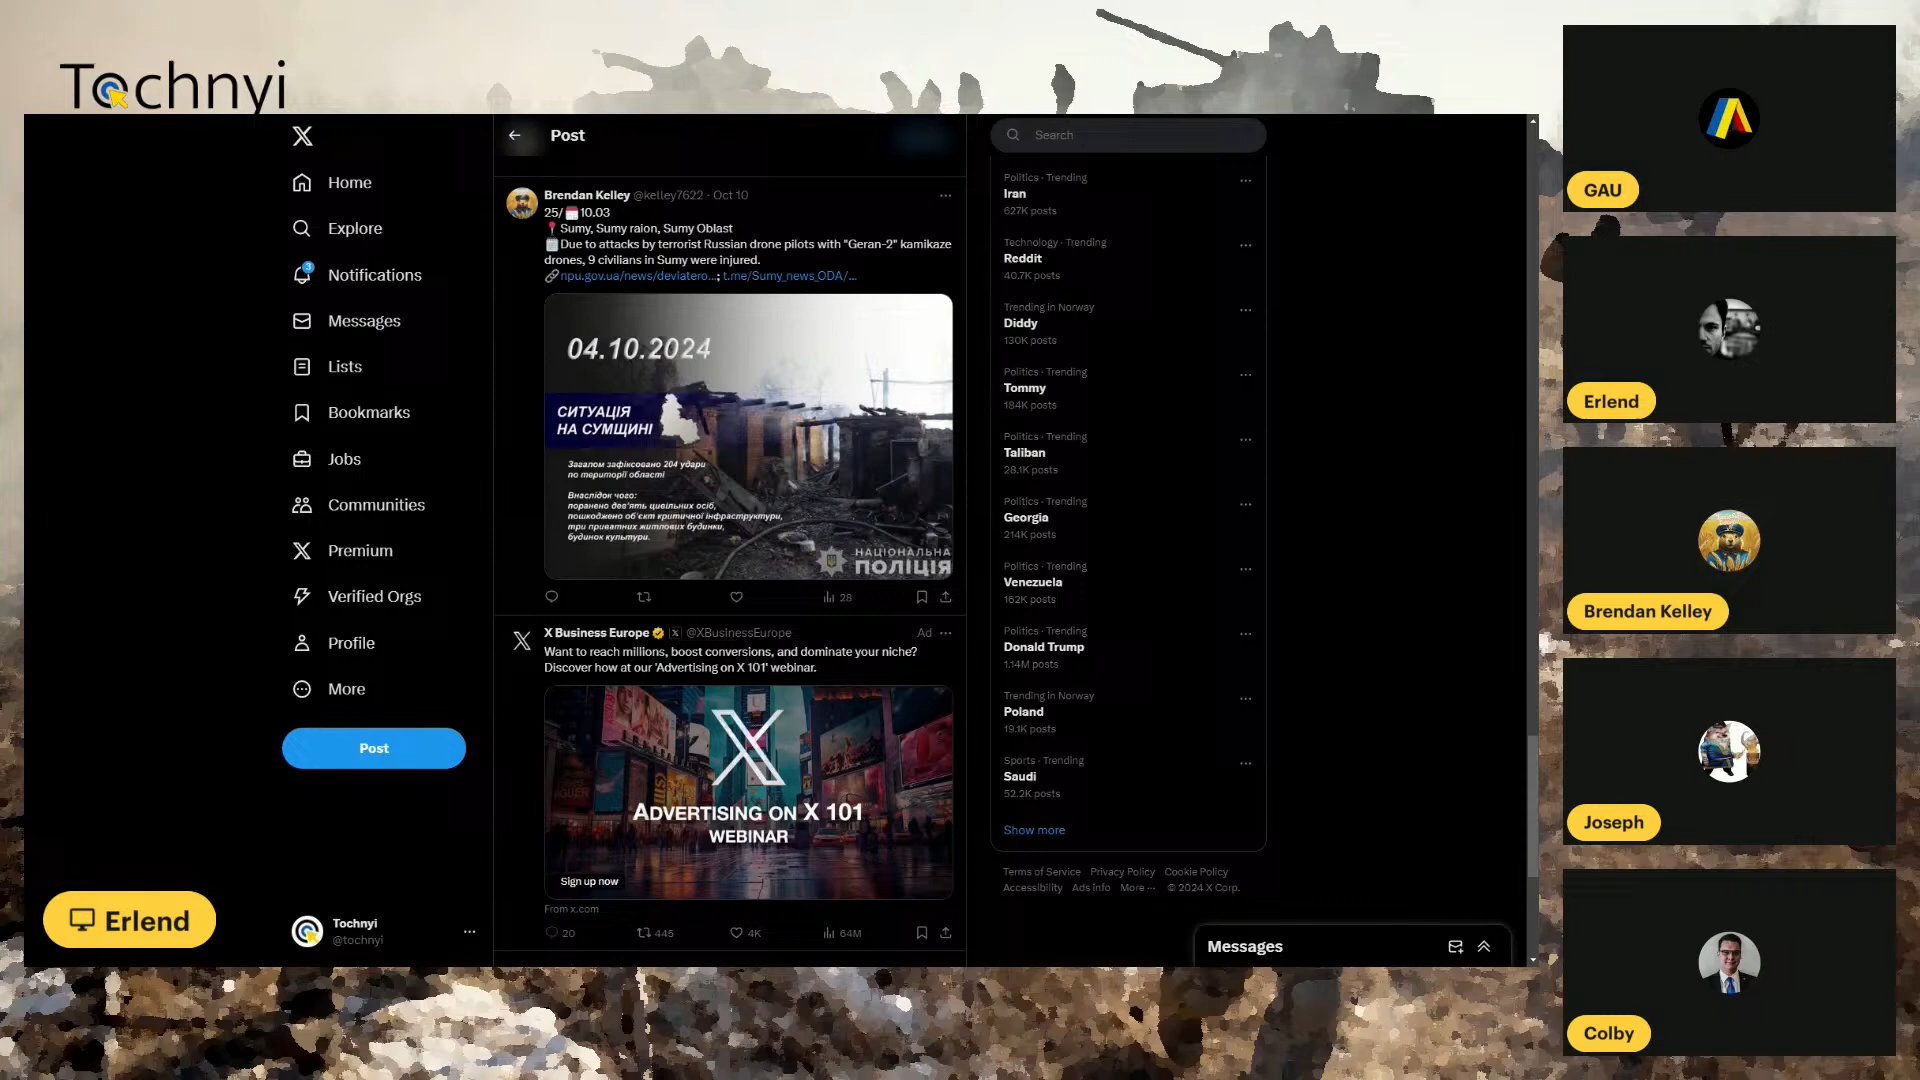 Tochnyi
Home
Explore
3
Notifications
Messages
Lists
Bookmarks
Jobs
Communities
Premium
Verified Orgs
Profile
More
Post
Tochnyi
@tochnyi
Erlend
Post
Brendan Kelley @kelley7622 · Oct 10
25/ 10.03
Sumy, Sumy raion, Sumy Oblast
Due to attacks by terrorist Russian drone pilots with "Geran-2" kamikaze
drones, 9 civilians in Sumy were injured.
npu.gov.ua/news/deviatero...; t.me/Sumy_news_ODA/...
04.10.2024
СИТУАЦІЯ
НА СУМЩИНІ
Загалом зафіксовано 204 удари
по території області
Внаслідок чого:
поранено дев'ять цивільних осіб,
пошкоджено об'єкт критичної інфраструктури,
три приватних житлових будинки,
будинок культури.
НАЦІОНАЛЬНА
ПОЛІЦІЯ
28
X Business Europe @XBusinessEurope Ad
Want to reach millions, boost conversions, and dominate your niche?
Discover how at our 'Advertising on X 101' webinar.
ADVERTISING ON X 101
WEBINAR
Sign up now
From x.com
20 445 4K 64M
Search
Politics · Trending
Iran
627K posts
Technology · Trending
Reddit
40.7K posts
Trending in Norway
Diddy
130K posts
Politics · Trending
Tommy
184K posts
Politics · Trending
Taliban
28.1K posts
Politics · Trending
Georgia
214K posts
Politics · Trending
Venezuela
162K posts
Politics · Trending
Donald Trump
1.14M posts
Trending in Norway
Poland
19.1K posts
Sports · Trending
Saudi
52.2K posts
Show more
Terms of Service Privacy Policy Cookie Policy
Accessibility Ads info More ··· © 2024 X Corp.
Messages
GAU
Erlend
Brendan Kelley
Joseph
Colby